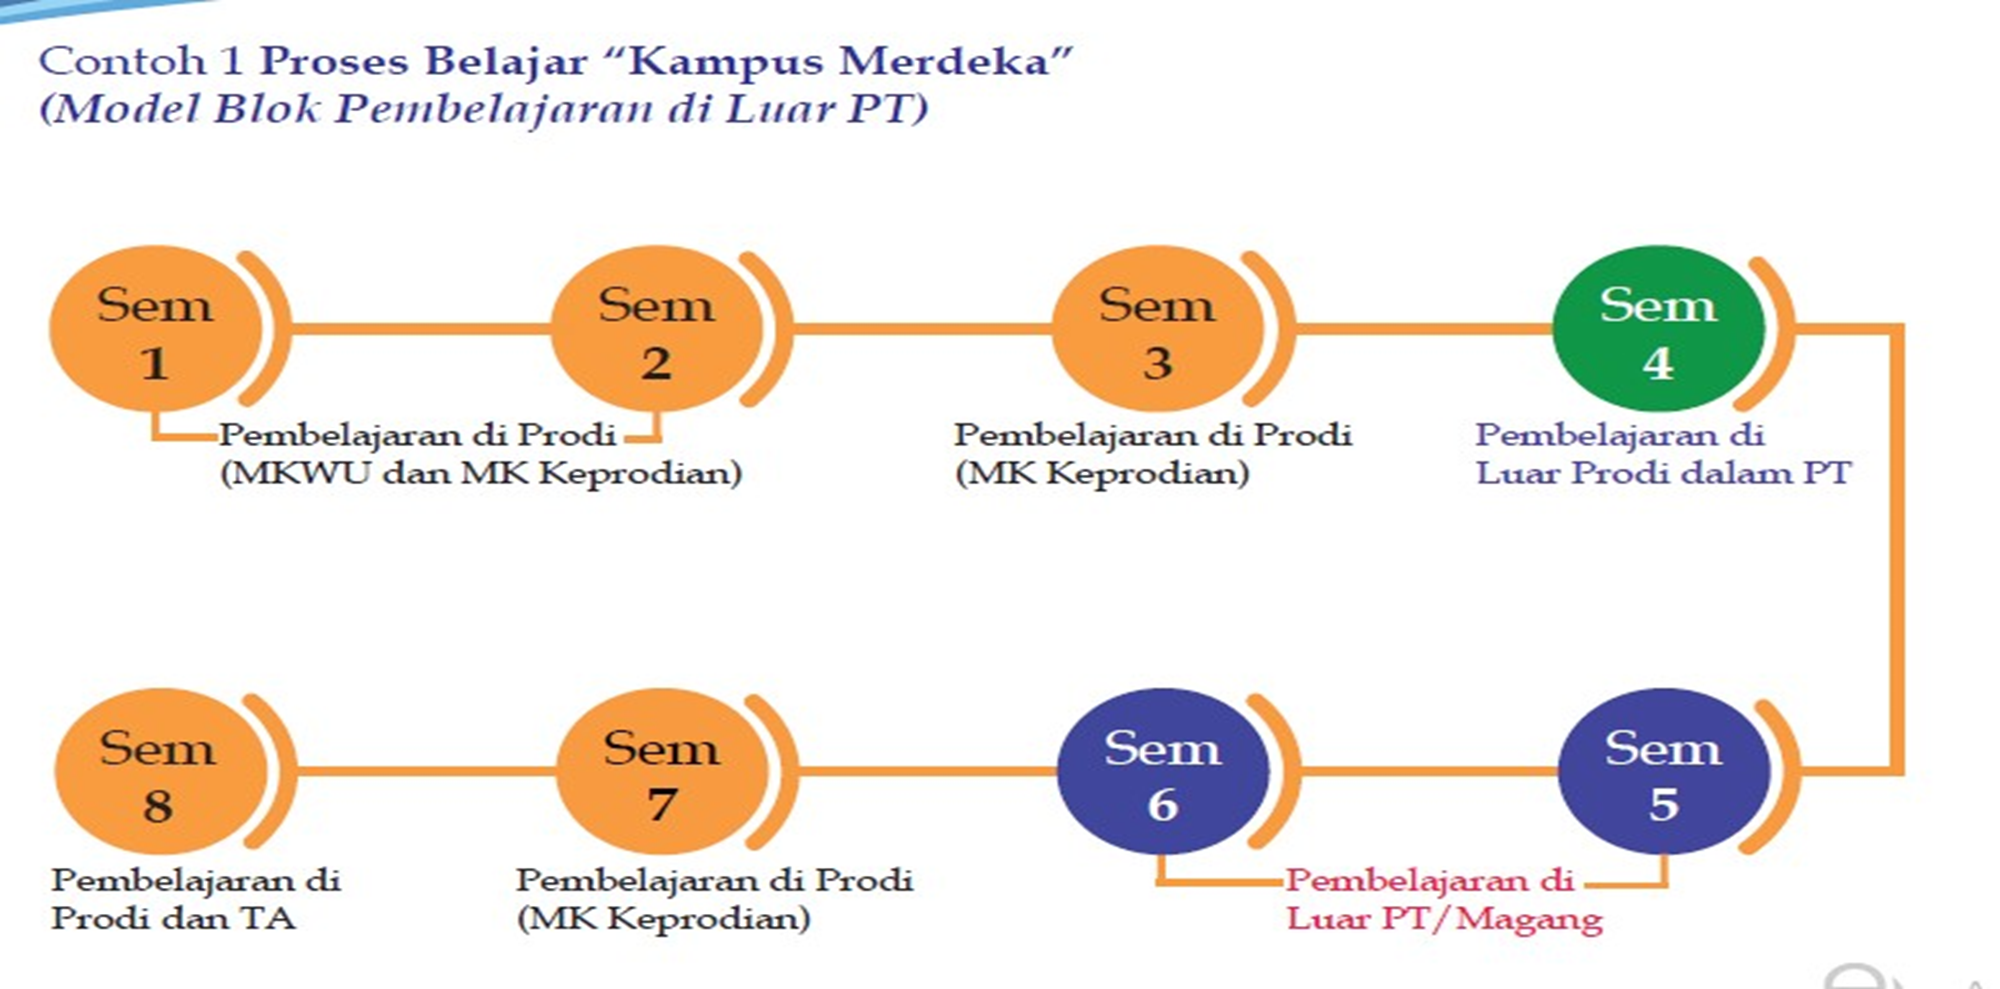 Contoh 1 Proses Belajar “Kampus Merdeka”
(Model Blok Pembelajaran di Luar PT)
Sem
1
Sem
2
Sem
3
Sem
4
Pembelajaran di Prodi
(MKWU dan MK Keprodian)
Pembelajaran di Prodi
(MK Keprodian)
Pembelajaran di
Luar Prodi dalam PT
Sem
8
Sem
7
Sem
6
Sem
5
Pembelajaran di
Prodi dan TA
Pembelajaran di Prodi
(MK Keprodian)
Pembelajaran di
Luar PT/Magang